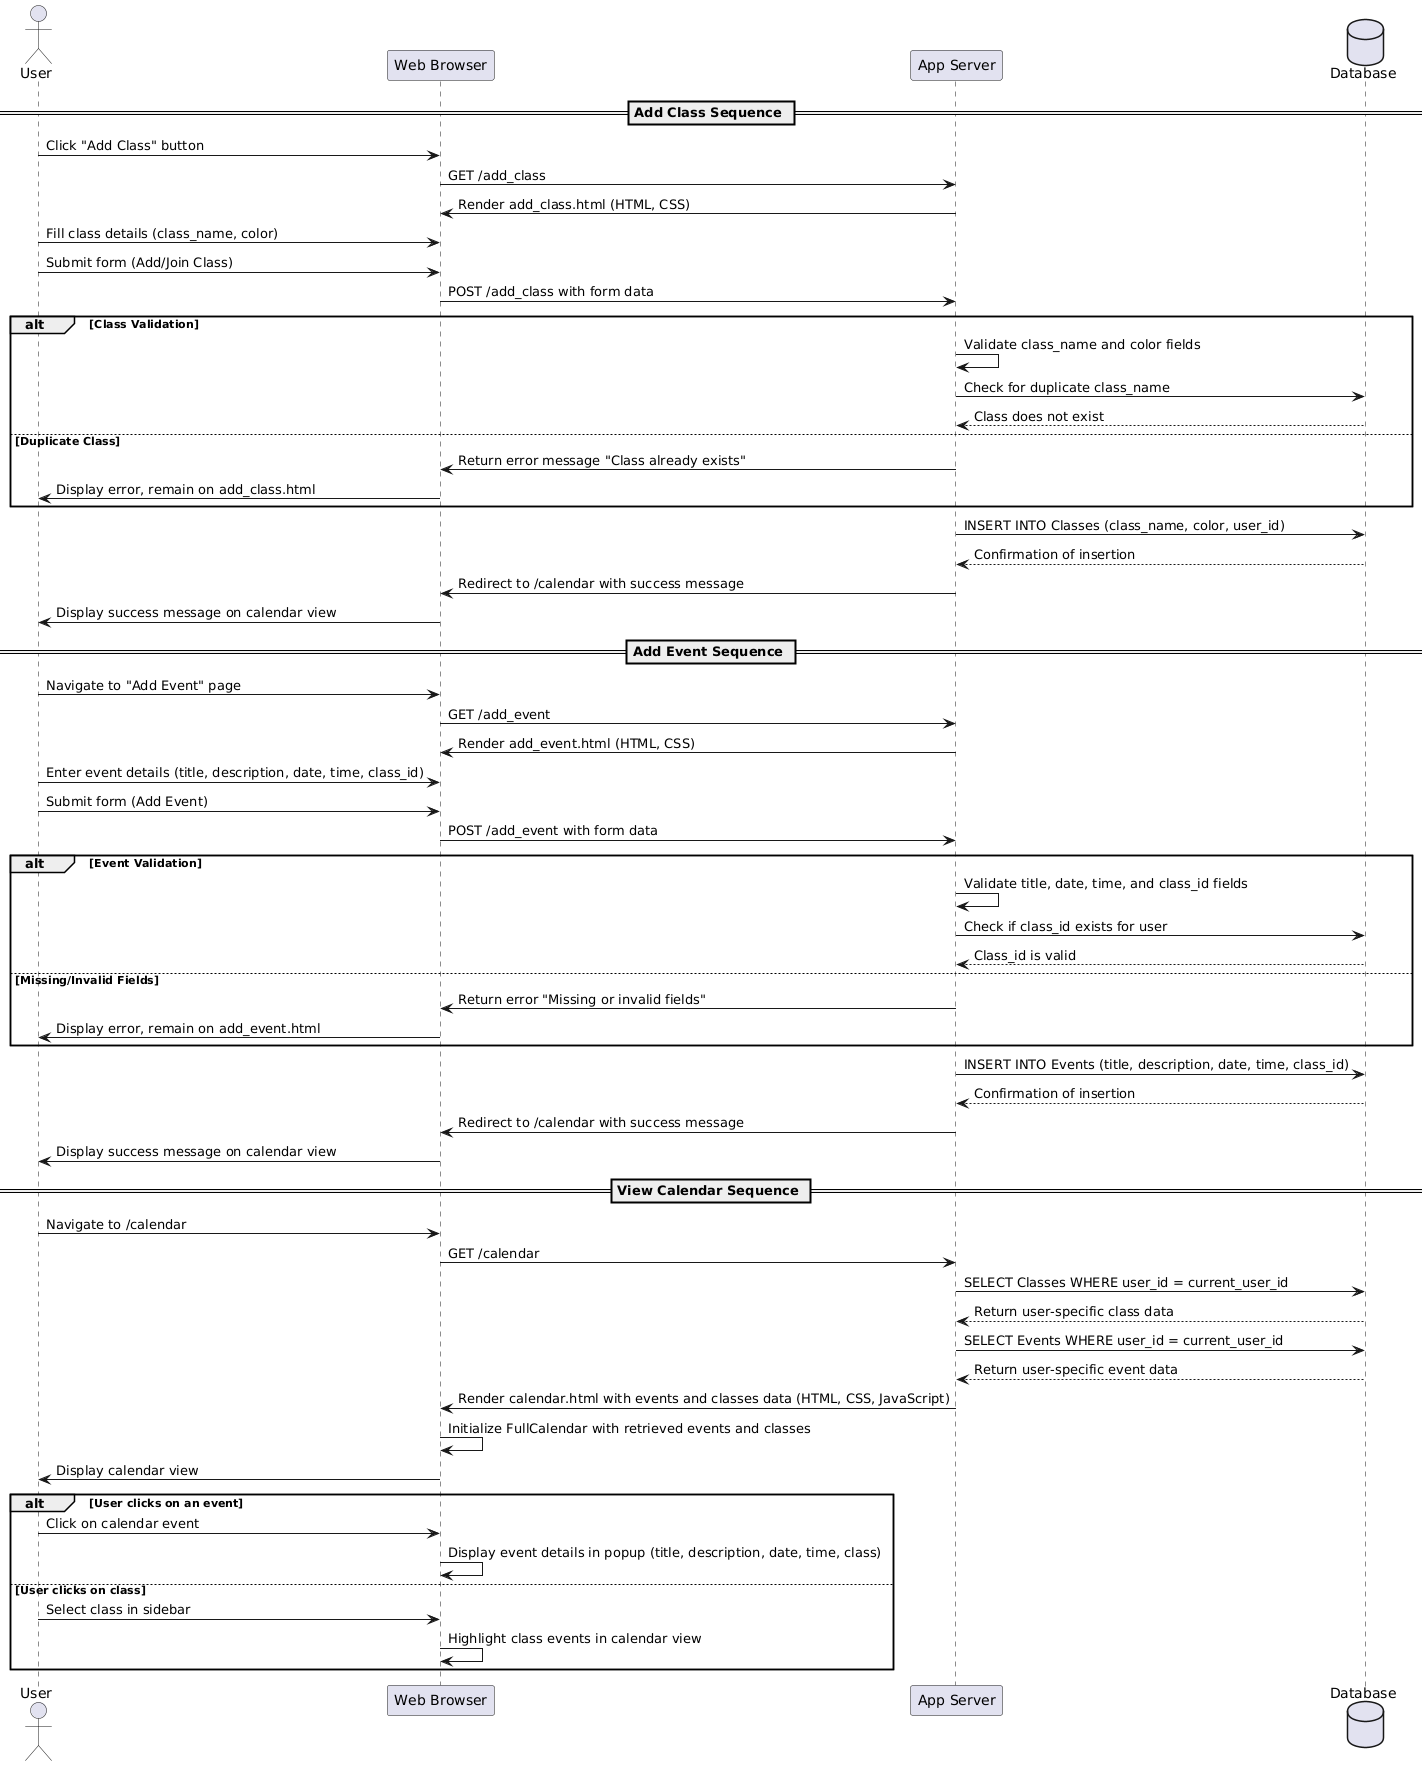 User
Web Browser
App Server
Database
Add Class Sequence
Click "Add Class" button
GET /add_class
Render add_class.html (HTML, CSS)
Fill class details (class_name, color)
Submit form (Add/Join Class)
POST /add_class with form data
alt [Class Validation]
Validate class_name and color fields
Check for duplicate class_name
Class does not exist
[Duplicate Class]
Return error message "Class already exists"
Display error, remain on add_class.html
INSERT INTO Classes (class_name, color, user_id)
Confirmation of insertion
Redirect to /calendar with success message
Display success message on calendar view
Add Event Sequence
Navigate to "Add Event" page
GET /add_event
Render add_event.html (HTML, CSS)
Enter event details (title, description, date, time, class_id)
Submit form (Add Event)
POST /add_event with form data
alt [Event Validation]
Validate title, date, time, and class_id fields
Check if class_id exists for user
Class_id is valid
[Missing/Invalid Fields]
Return error "Missing or invalid fields"
Display error, remain on add_event.html
INSERT INTO Events (title, description, date, time, class_id)
Confirmation of insertion
Redirect to /calendar with success message
Display success message on calendar view
View Calendar Sequence
Navigate to /calendar
GET /calendar
SELECT Classes WHERE user_id = current_user_id
Return user-specific class data
SELECT Events WHERE user_id = current_user_id
Return user-specific event data
Render calendar.html with events and classes data (HTML, CSS, JavaScript)
Initialize FullCalendar with retrieved events and classes
Display calendar view
alt [User clicks on an event]
Click on calendar event
Display event details in popup (title, description, date, time, class)
[User clicks on class]
Select class in sidebar
Highlight class events in calendar view
User
Web Browser
App Server
Database